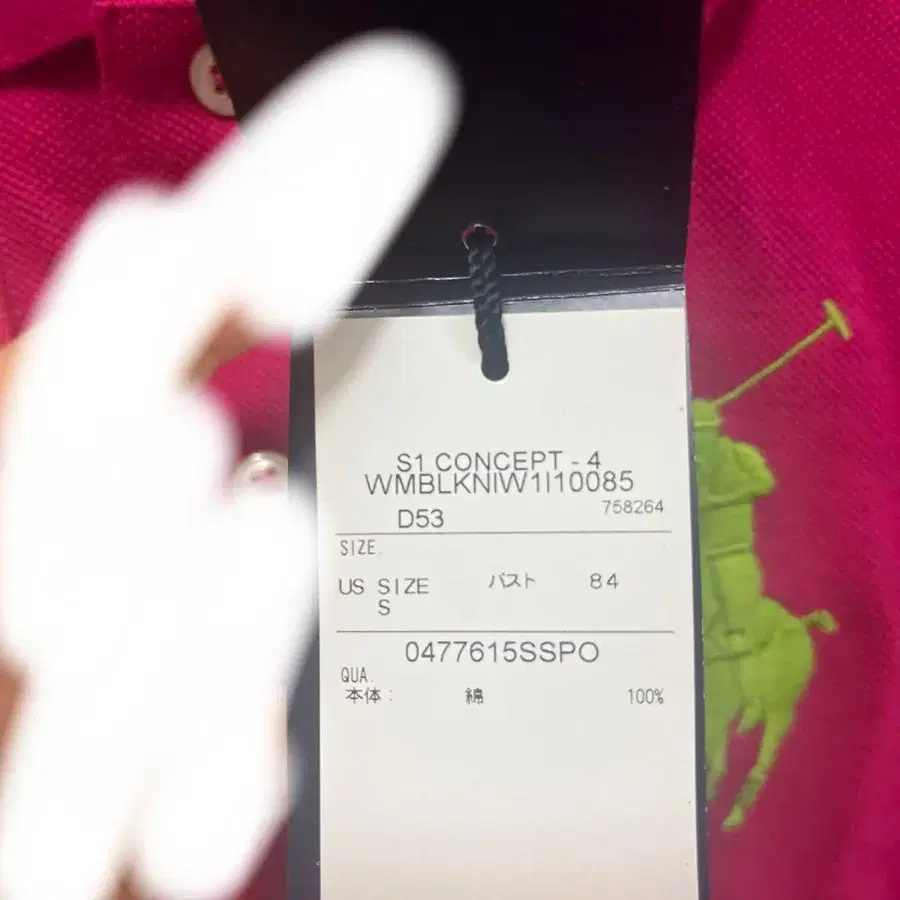 S1 CONCEPT - 4
WMBLKNIW1I10085
D53 758264
SIZE.
US SIZE バスト 84
S
0477615SSPO
QUA.
本体 : 綿 100%